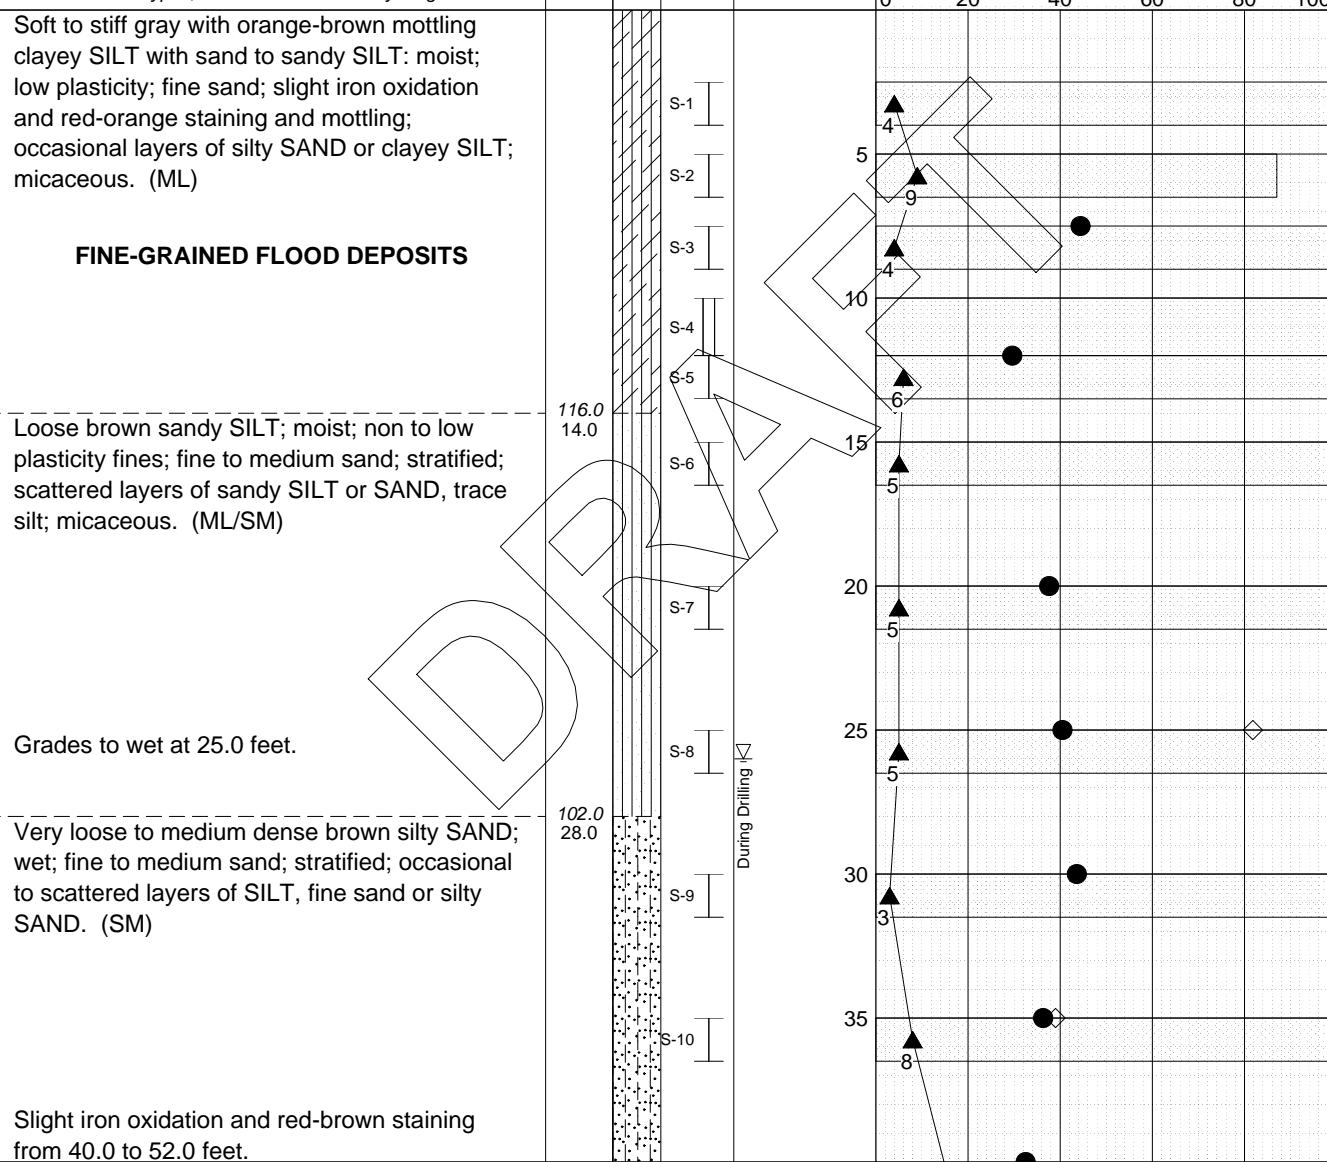 0 20 40 60 80 100
Soft to stiff gray with orange-brown mottling
clayey SILT with sand to sandy SILT: moist;
low plasticity; fine sand; slight iron oxidation
and red-orange staining and mottling;
occasional layers of silty SAND or clayey SILT;
micaceous. (ML)
FINE-GRAINED FLOOD DEPOSITS
116.0
14.0
Loose brown sandy SILT; moist; non to low
plasticity fines; fine to medium sand; stratified;
scattered layers of sandy SILT or SAND, trace
silt; micaceous. (ML/SM)
Grades to wet at 25.0 feet.
102.0
28.0
Very loose to medium dense brown silty SAND;
wet; fine to medium sand; stratified; occasional
to scattered layers of SILT, fine sand or silty
SAND. (SM)
Slight iron oxidation and red-brown staining
from 40.0 to 52.0 feet.
S-1
S-2
S-3
S-4
S-5
S-6
S-7
S-8
S-9
S-10
During Drilling
5
10
15
20
25
30
35
4
9
4
6
5
5
5
3
8
DRAFT